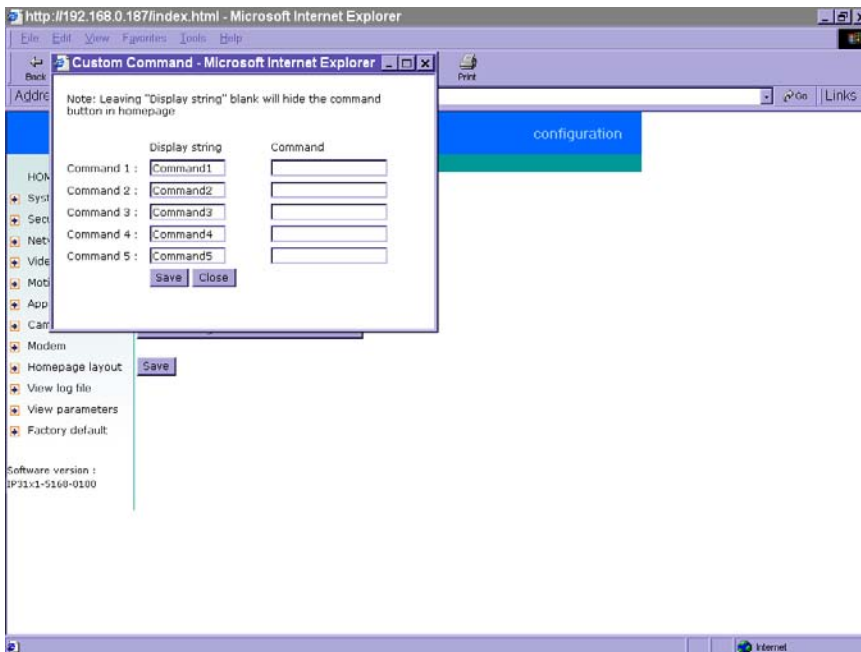 http://192.168.0.187/index.html - Microsoft Internet Explorer
File Edit View Favorites Tools Help
Back
Print
Addre
Go
Links
Custom Command - Microsoft Internet Explorer
Note: Leaving "Display string" blank will hide the command
button in homepage
Display string Command
Command 1 : Command1
Command 2 : Command2
Command 3 : Command3
Command 4 : Command4
Command 5 : Command5
Save Close
configuration
HOM
Syst
Secu
Netw
Vide
Moti
App
Cam
Modem
Homepage layout
Save
View log file
View parameters
Factory default
Software version :
IP31x1-5168-0100
Internet